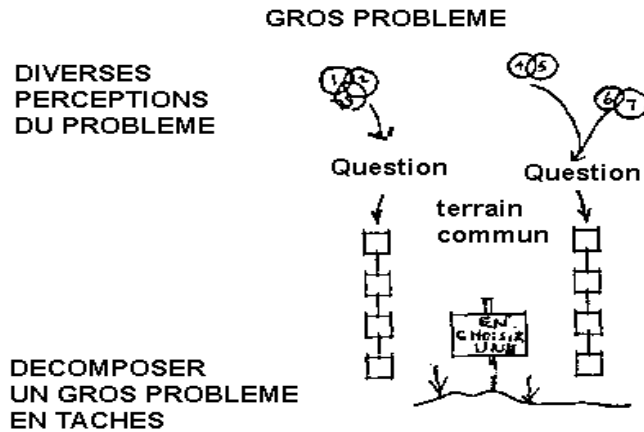 GROS PROBLEME
DIVERSES
PERCEPTIONS
DU PROBLEME
1 2
3
4 5
6 7
Question
Question
terrain
commun
EN
CHOISIR
UNE
DECOMPOSER
UN GROS PROBLEME
EN TACHES